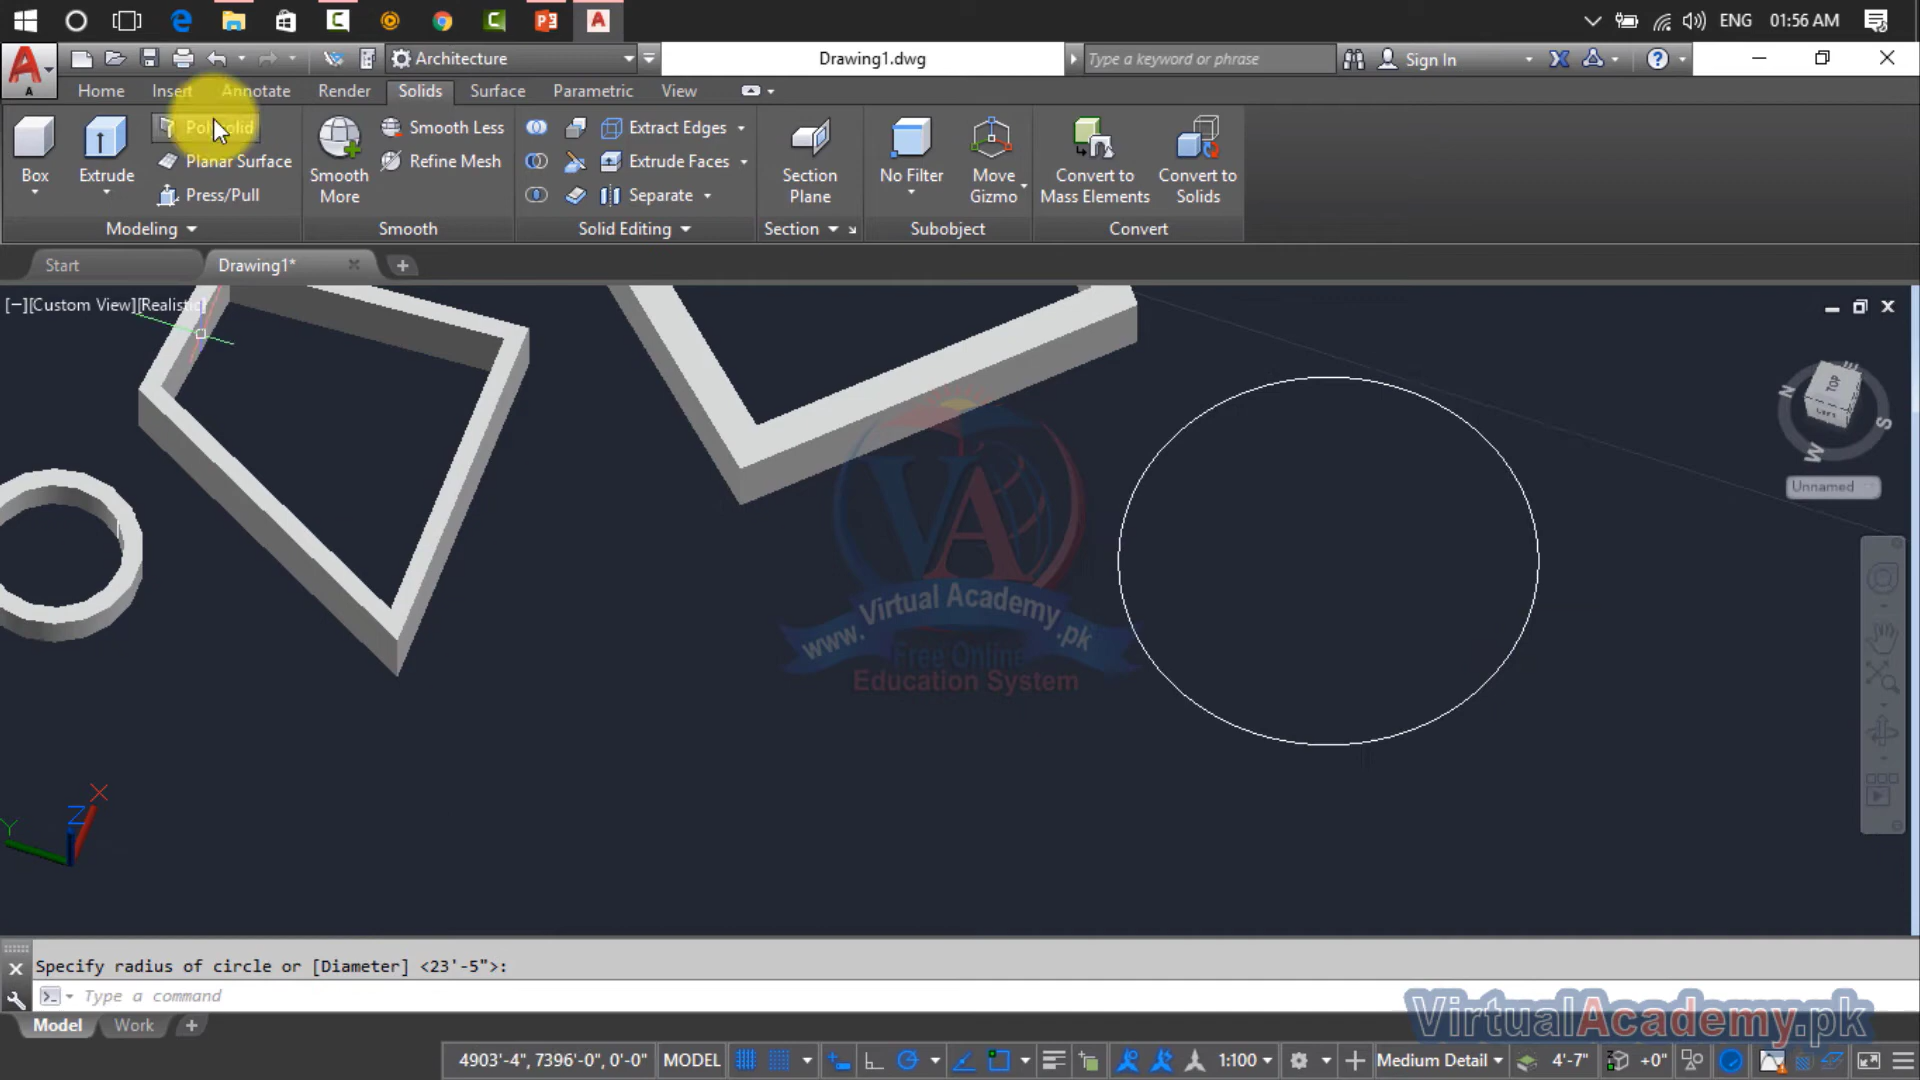 ENG 01:56 AM
A Architecture Drawing1.dwg Type a keyword or phrase Sign In
Home Insert Annotate Render Solids Surface Parametric View
Polysolid Smooth Less Extract Edges
Planar Surface Refine Mesh Extrude Faces
Press/Pull Separate
Box Extrude Smooth More Section Plane No Filter Move Gizmo Convert to Mass Elements Convert to Solids
Modeling Smooth Solid Editing Section Subobject Convert
Start Drawing1*
[−][Custom View][Realistic]
TOP
N
S
W
Unnamed
VA
www.Virtual Academy.pk
Free Online
Education System
X
Z
Y
Specify radius of circle or [Diameter] <23'-5">:
Type a command
Model Work
VirtualAcademy.pk
4903'-4", 7396'-0", 0'-0" MODEL 1:100 Medium Detail 4'-7" +0"